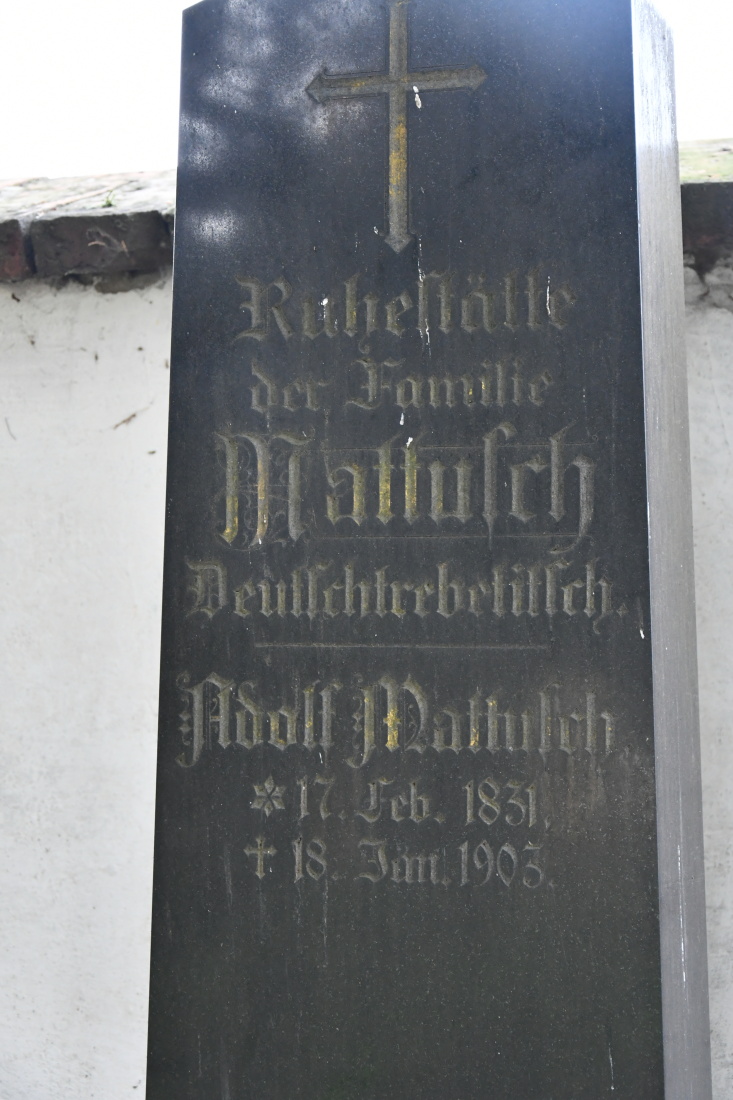 Ruhestätte
der Familie
Mattusch
Deutschtrebetitsch.
Adolf Mattusch,
* 17. Feb. 1831.
† 18. Jän. 1903.